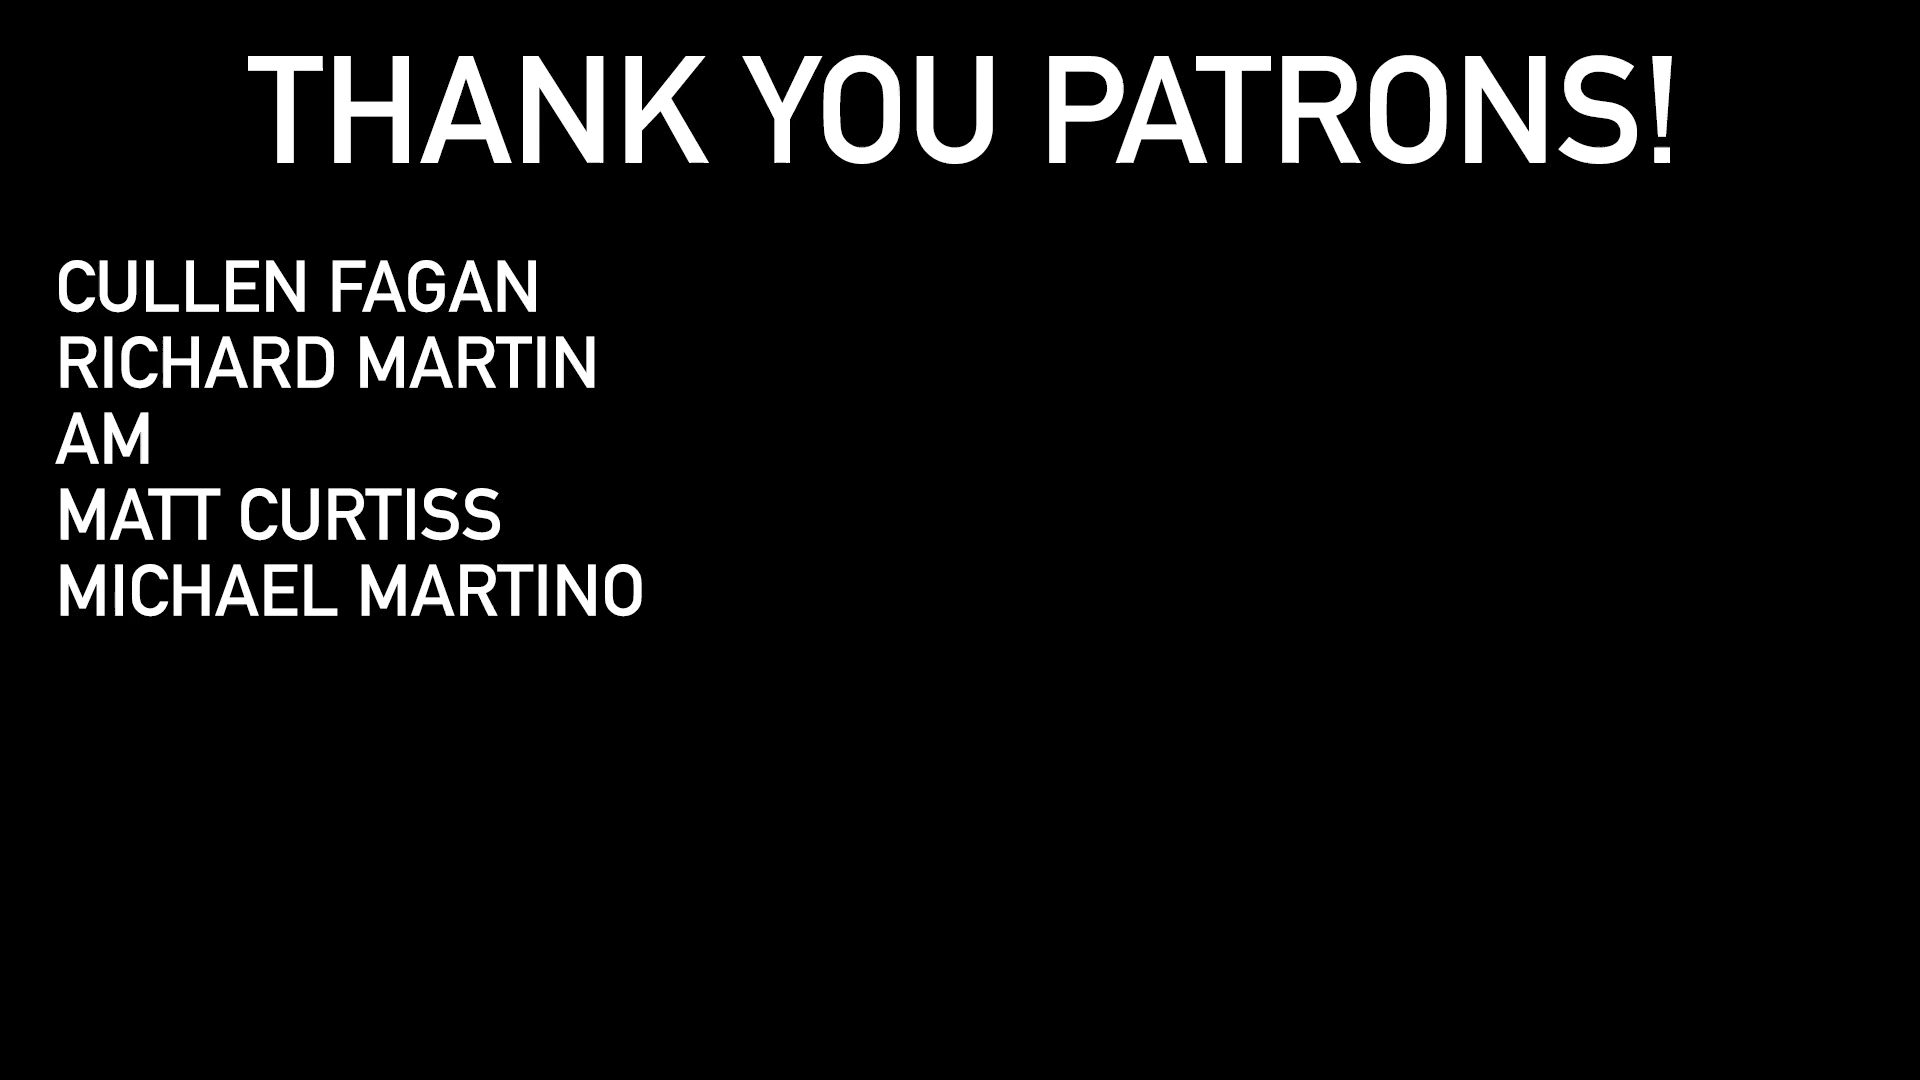 THANK YOU PATRONS!
CULLEN FAGAN
RICHARD MARTIN
AM
MATT CURTISS
MICHAEL MARTINO